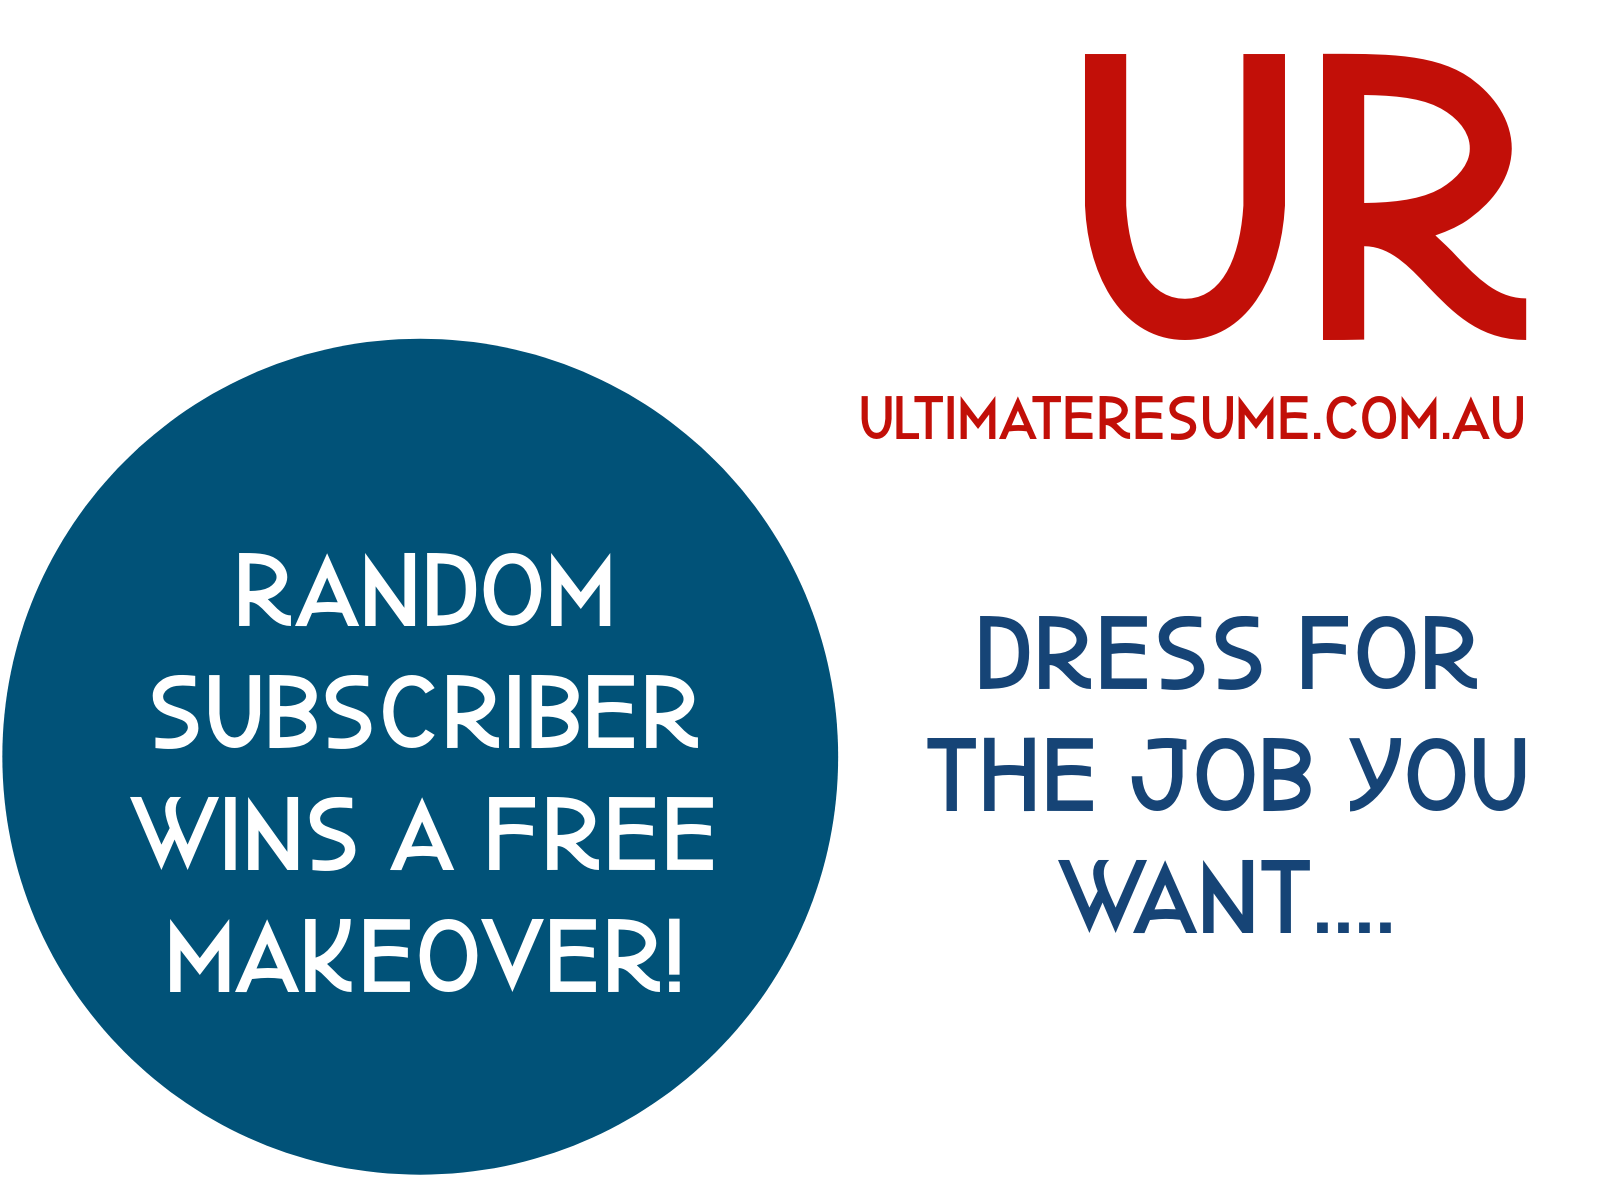 UR
ULTIMATERESUME.COM.AU
RANDOM
SUBSCRIBER
WINS A FREE
MAKEOVER!
DRESS FOR
THE JOB YOU
WANT....